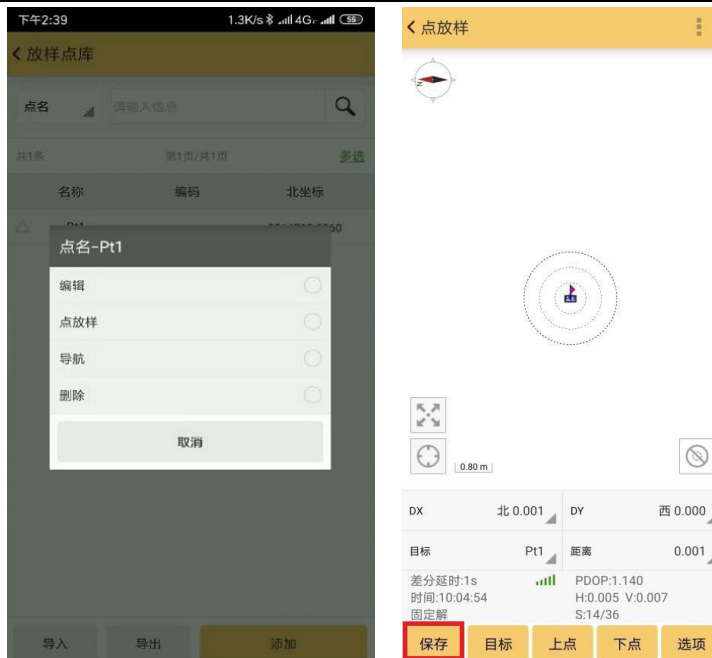 下午2:39 1.3K/s 4G 55
放样点库
点名 请输入信息
共1条 第1页/共1页 多选
名称 编码 北坐标
点名-Pt1
编辑
点放样
导航
删除
取消
导入 导出 添加
点放样
N
0.80 m
DX 北 0.001 DY 西 0.000
目标 Pt1 距离 0.001
差分延时:1s PDOP:1.140
时间:10:04:54 H:0.005 V:0.007
固定解 S:14/36
保存 目标 上点 下点 选项